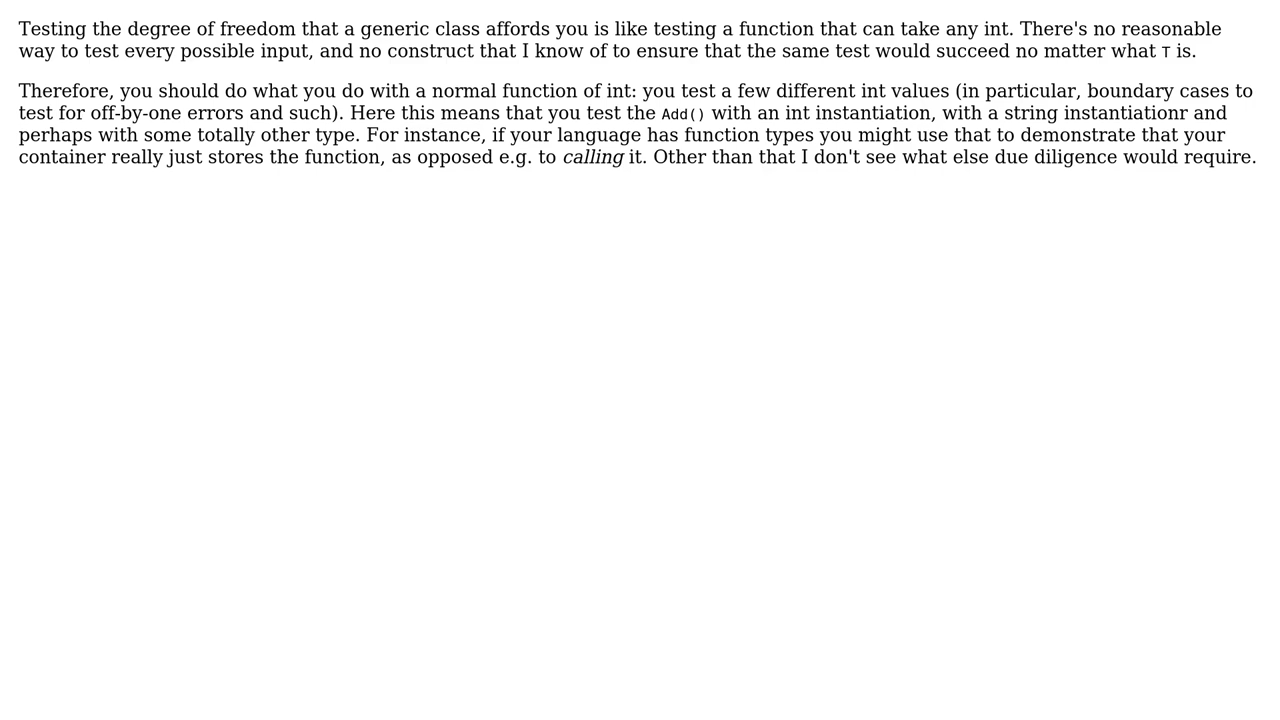 Testing the degree of freedom that a generic class affords you is like testing a function that can take any int. There's no reasonable
way to test every possible input, and no construct that I know of to ensure that the same test would succeed no matter what T is.
Therefore, you should do what you do with a normal function of int: you test a few different int values (in particular, boundary cases to
test for off-by-one errors and such). Here this means that you test the Add() with an int instantiation, with a string instantiationr and
perhaps with some totally other type. For instance, if your language has function types you might use that to demonstrate that your
container really just stores the function, as opposed e.g. to calling it. Other than that I don't see what else due diligence would require.